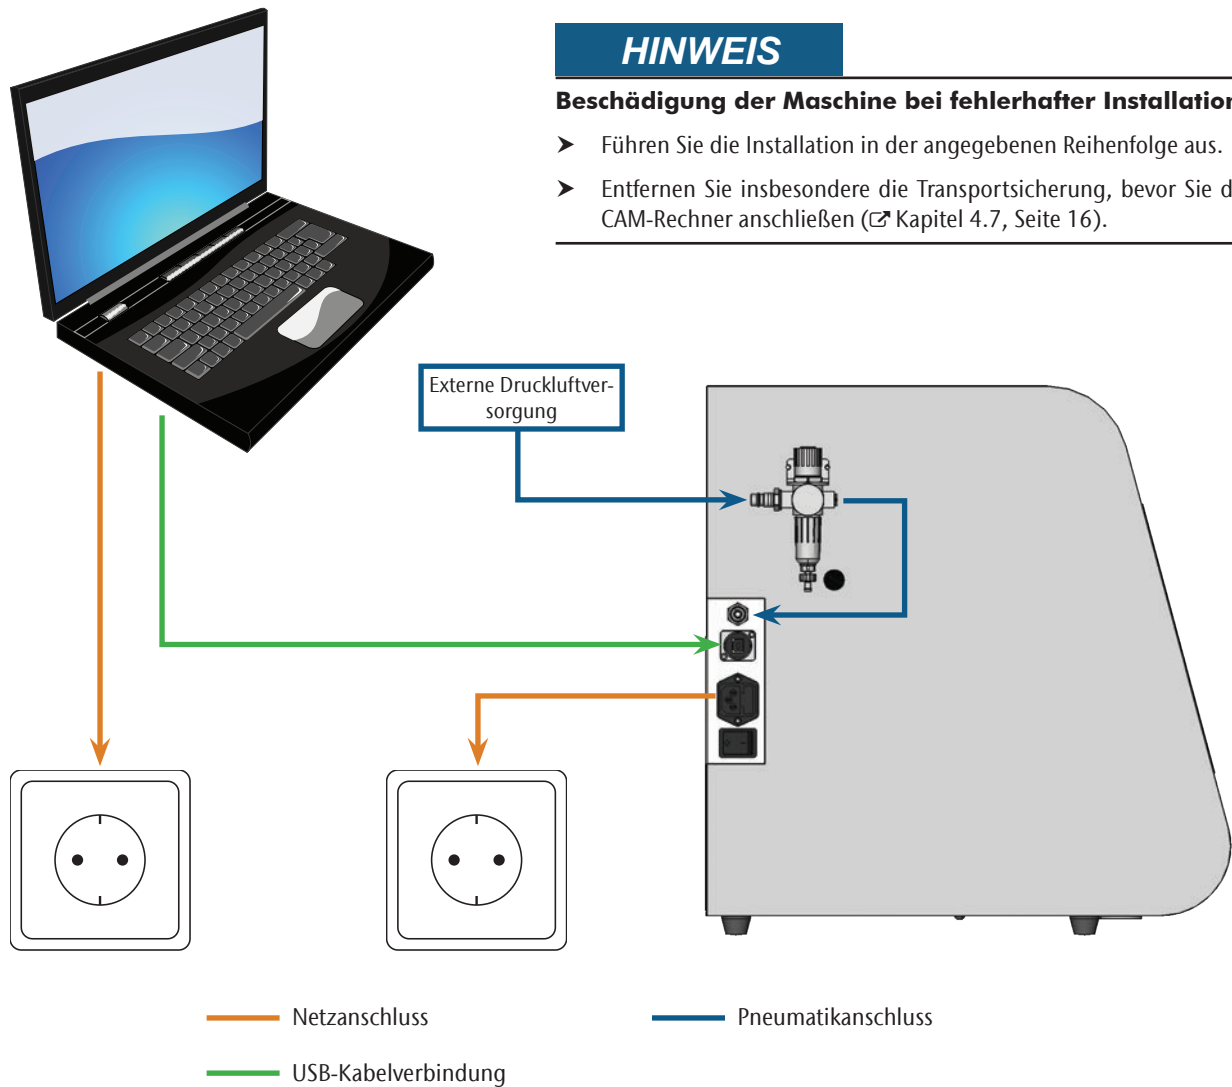 HINWEIS
Beschädigung der Maschine bei fehlerhafter Installation
➤ Führen Sie die Installation in der angegebenen Reihenfolge aus.
➤ Entfernen Sie insbesondere die Transportsicherung, bevor Sie
CAM-Rechner anschließen (Kapitel 4.7, Seite 16).
Externe Druckluftver-
sorgung
Netzanschluss
Pneumatikanschluss
USB-Kabelverbindung